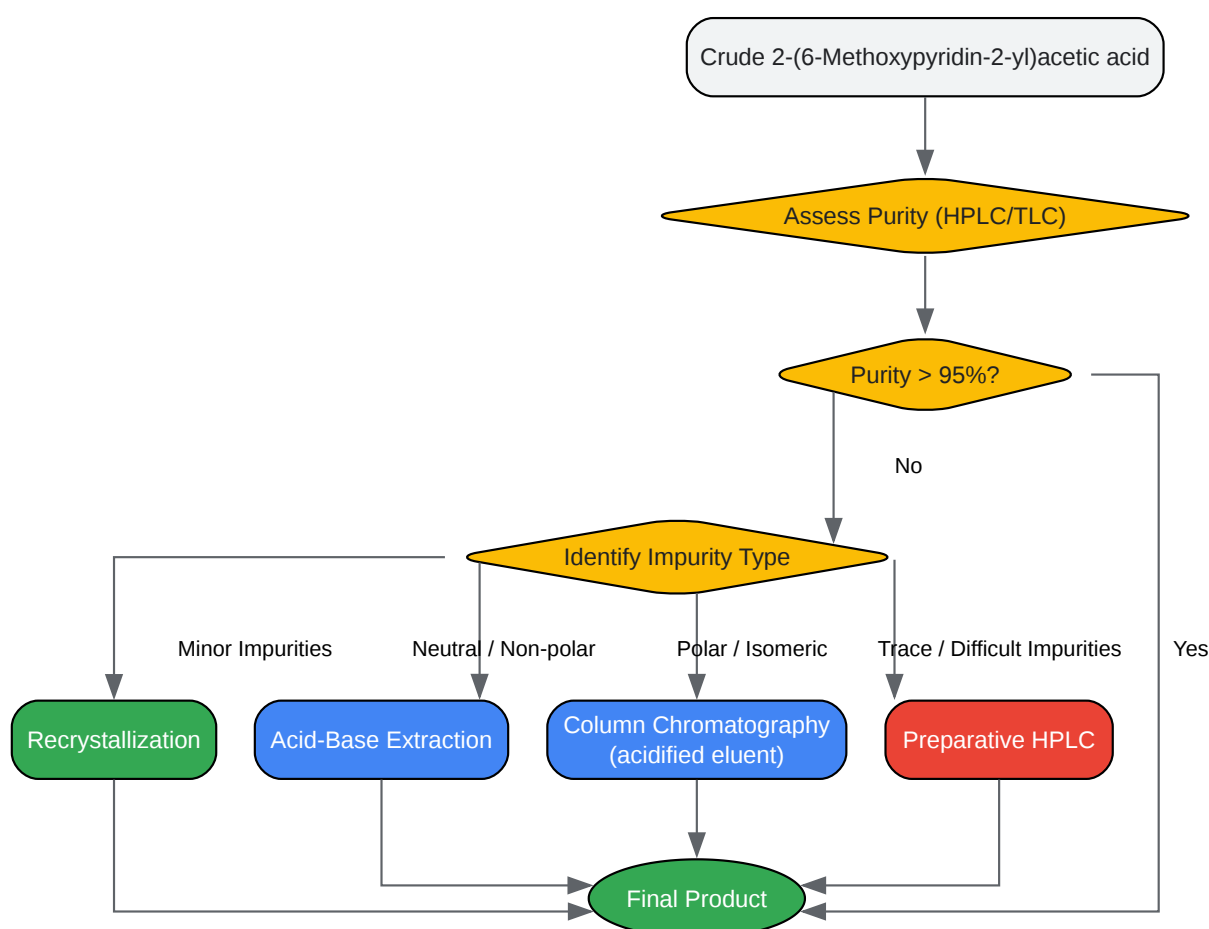 Crude 2-(6-Methoxypyridin-2-yl)acetic acid
Assess Purity (HPLC/TLC)
Purity > 95%?
No
Identify Impurity Type
Minor Impurities
Neutral / Non-polar
Polar / Isomeric
Trace / Difficult Impurities
Yes
Recrystallization
Acid-Base Extraction
Column Chromatography
(acidified eluent)
Preparative HPLC
Final Product